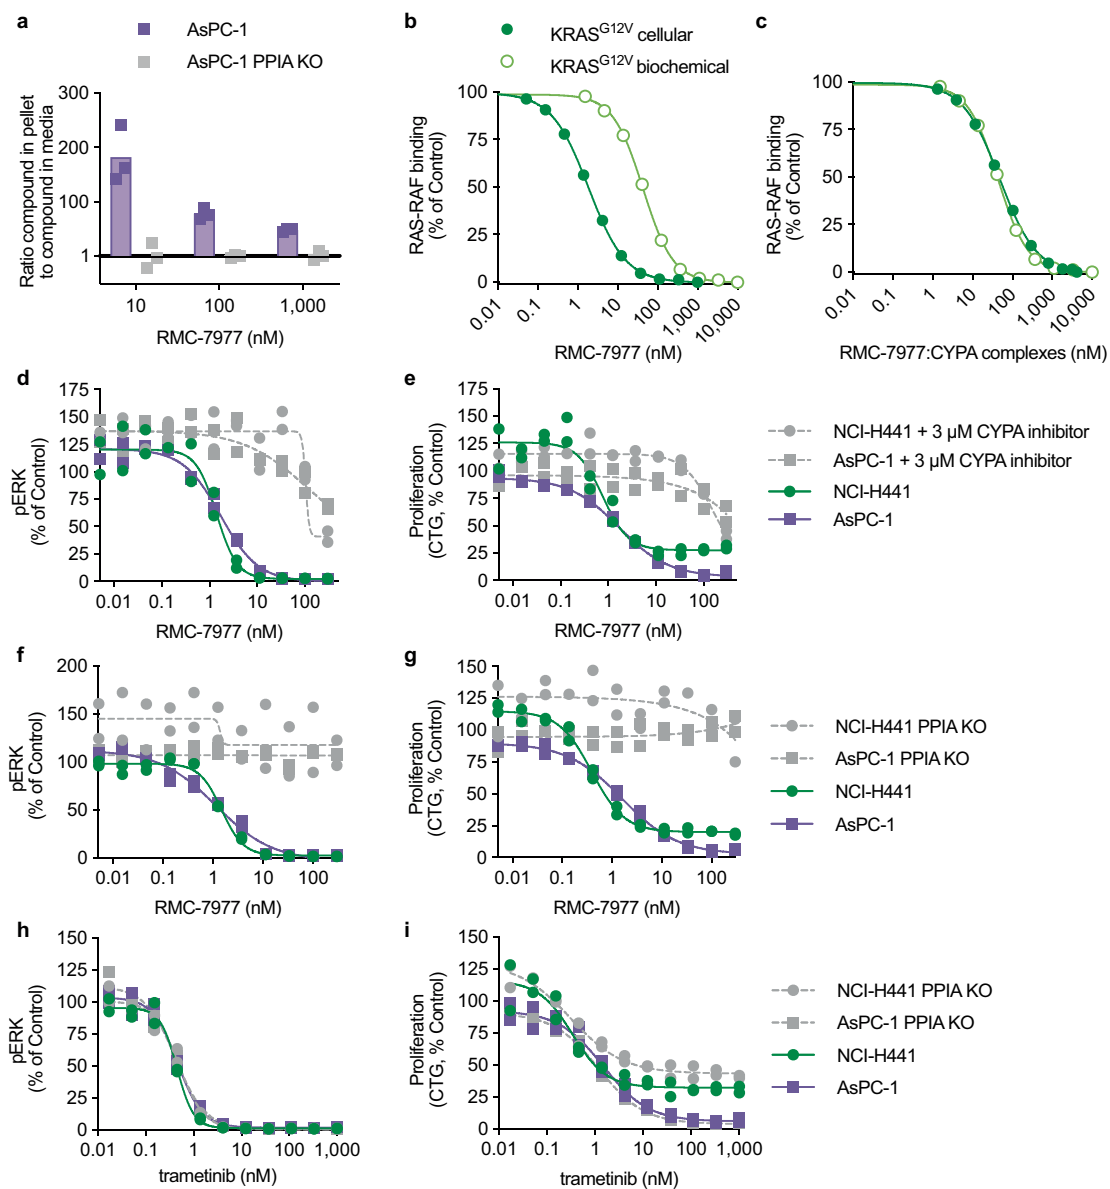 a
AsPC-1
AsPC-1 PPIA KO
Ratio compound in pellet
to compound in media
300
200
100
1
10
100
1,000
RMC-7977 (nM)
b
KRASG12V cellular
KRASG12V biochemical
RAS-RAF binding
(% of Control)
100
75
50
25
0
0.01
0.1
1
10
100
1,000
10,000
RMC-7977 (nM)
c
RAS-RAF binding
(% of Control)
100
75
50
25
0
0.01
0.1
1
10
100
1,000
10,000
RMC-7977:CYPA complexes (nM)
d
pERK
(% of Control)
175
150
125
100
75
50
25
0
0.01
0.1
1
10
100
RMC-7977 (nM)
e
Proliferation
(CTG, % Control)
175
150
125
100
75
50
25
0
0.01
0.1
1
10
100
RMC-7977 (nM)
NCI-H441 + 3 μM CYPA inhibitor
AsPC-1 + 3 μM CYPA inhibitor
NCI-H441
AsPC-1
f
pERK
(% of Control)
200
150
100
50
0
0.01
0.1
1
10
100
RMC-7977 (nM)
g
Proliferation
(CTG, % Control)
150
125
100
75
50
25
0
0.01
0.1
1
10
100
RMC-7977 (nM)
NCI-H441 PPIA KO
AsPC-1 PPIA KO
NCI-H441
AsPC-1
h
pERK
(% of Control)
150
125
100
75
50
25
0
0.01
0.1
1
10
100
1,000
trametinib (nM)
i
Proliferation
(CTG, % Control)
150
125
100
75
50
25
0
0.01
0.1
1
10
100
1,000
trametinib (nM)
NCI-H441 PPIA KO
AsPC-1 PPIA KO
NCI-H441
AsPC-1